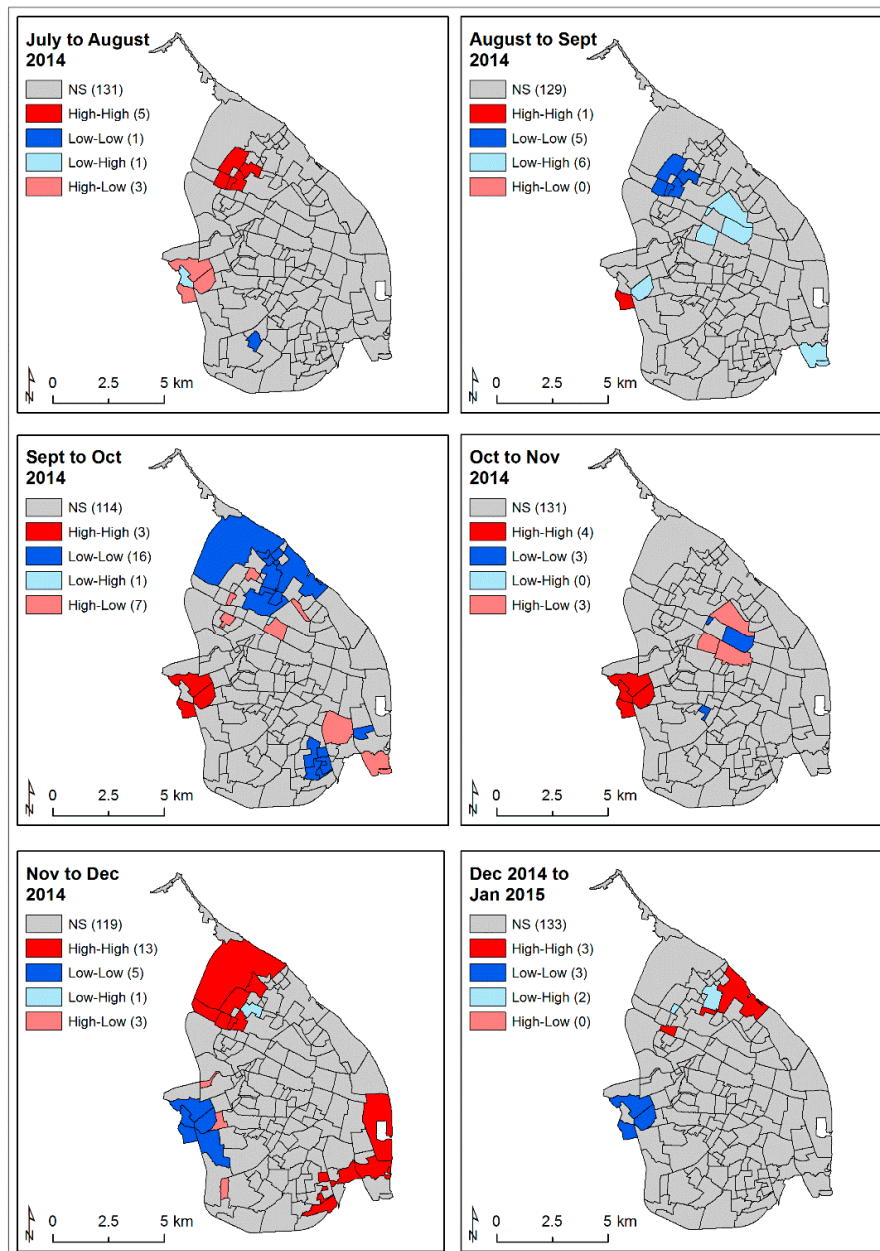 July to August
2014
NS (131)
High-High (5)
Low-Low (1)
Low-High (1)
High-Low (3)
N
0 2.5 5 km
August to Sept
2014
NS (129)
High-High (1)
Low-Low (5)
Low-High (6)
High-Low (0)
N
0 2.5 5 km
Sept to Oct
2014
NS (114)
High-High (3)
Low-Low (16)
Low-High (1)
High-Low (7)
N
0 2.5 5 km
Oct to Nov
2014
NS (131)
High-High (4)
Low-Low (3)
Low-High (0)
High-Low (3)
N
0 2.5 5 km
Nov to Dec
2014
NS (119)
High-High (13)
Low-Low (5)
Low-High (1)
High-Low (3)
N
0 2.5 5 km
Dec 2014 to
Jan 2015
NS (133)
High-High (3)
Low-Low (3)
Low-High (2)
High-Low (0)
N
0 2.5 5 km